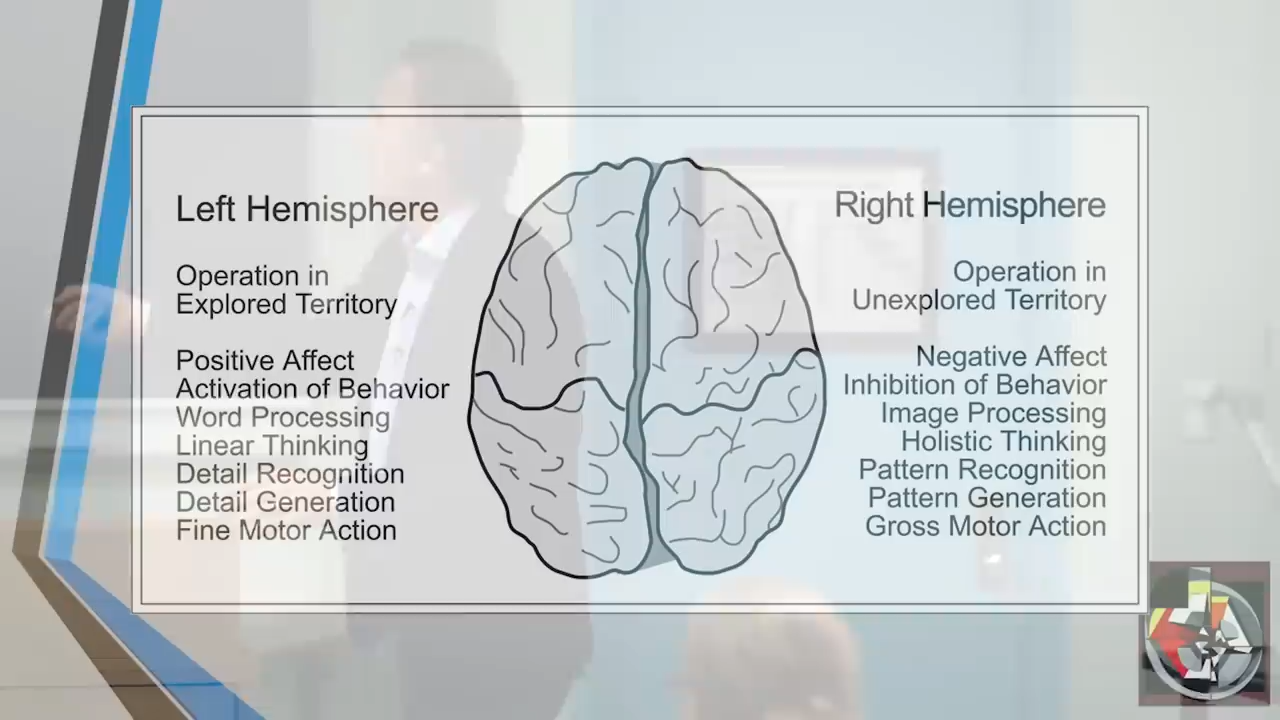 Left Hemisphere
Operation in
Explored Territory
Positive Affect
Activation of Behavior
Word Processing
Linear Thinking
Detail Recognition
Detail Generation
Fine Motor Action
Right Hemisphere
Operation in
Unexplored Territory
Negative Affect
Inhibition of Behavior
Image Processing
Holistic Thinking
Pattern Recognition
Pattern Generation
Gross Motor Action